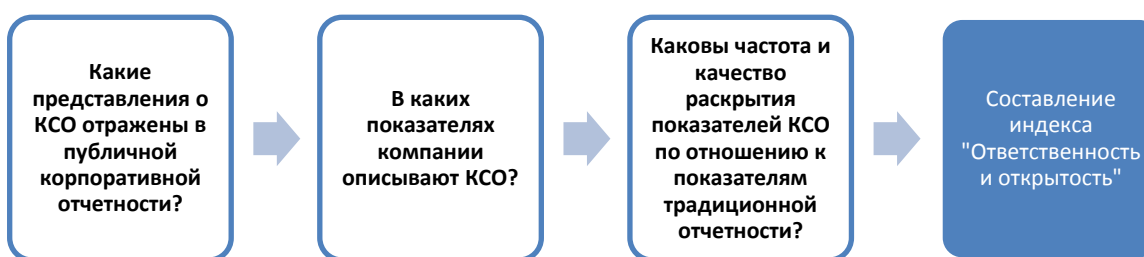 Какие
представления о
КСО отражены в
публичной
корпоративной
отчетности?
В каких
показателях
компании
описывают КСО?
Каковы частота и
качество
раскрытия
показателей КСО
по отношению к
показателям
традиционной
отчетности?
Составление
индекса
"Ответственность
и открытость"